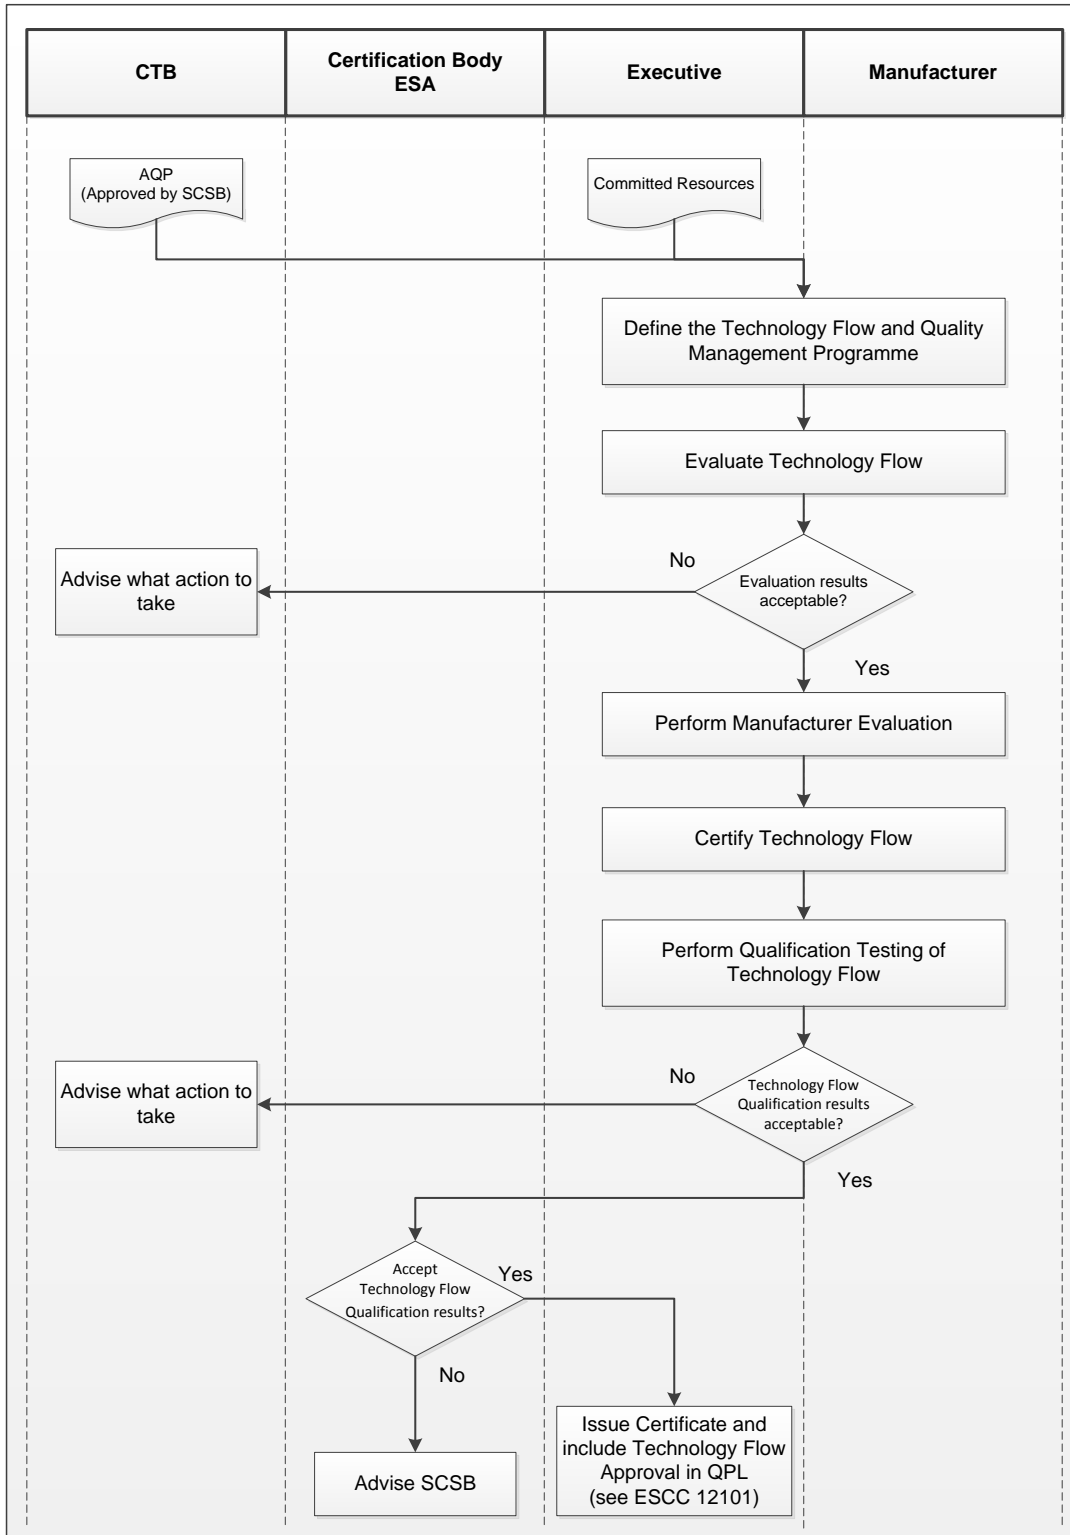 CTB
Certification Body
ESA
Executive
Manufacturer
AQP
(Approved by SCSB)
Committed Resources
Define the Technology Flow and Quality
Management Programme
Evaluate Technology Flow
No
Evaluation results
acceptable?
Advise what action to
take
Yes
Perform Manufacturer Evaluation
Certify Technology Flow
Perform Qualification Testing of
Technology Flow
No
Technology Flow
Qualification results
acceptable?
Advise what action to
take
Yes
Accept
Technology Flow
Qualification results?
Yes
No
Advise SCSB
Issue Certificate and
include Technology Flow
Approval in QPL
(see ESCC 12101)